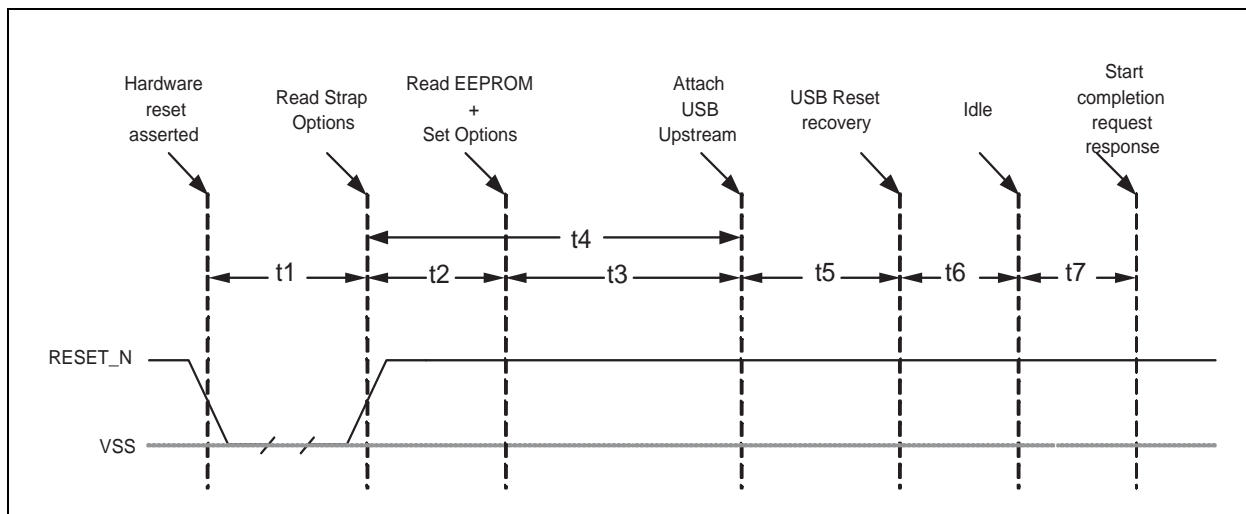 Hardware
reset
asserted
Read Strap
Options
Read EEPROM
+
Set Options
Attach
USB
Upstream
USB Reset
recovery
Idle
Start
completion
request
response
t4
t1
t2
t3
t5
t6
t7
RESET_N
VSS